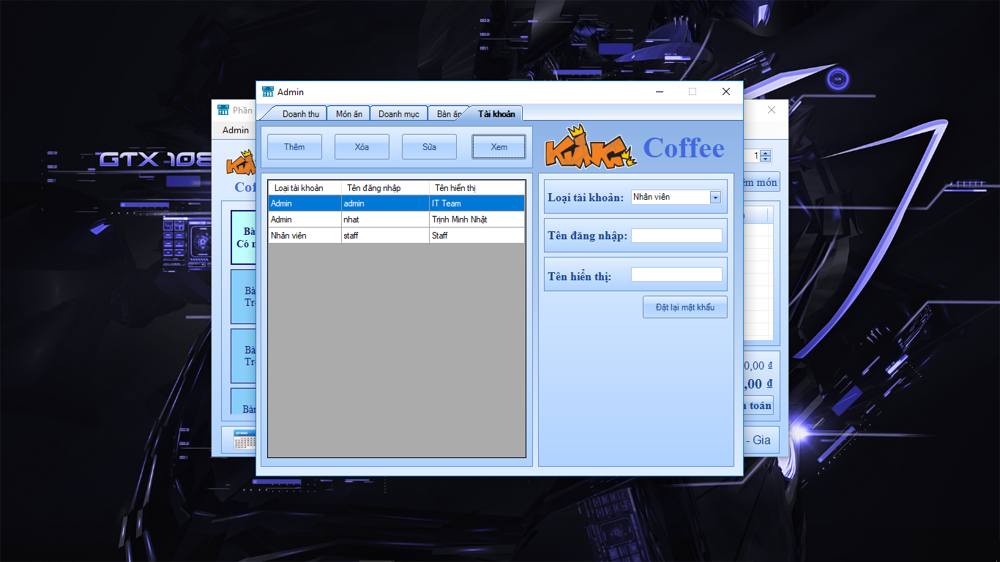 Admin
Phần
Doanh thu Món ăn Doanh mục Bàn ăn Tài khoản
Admin
Thêm Xóa Sửa Xem
KING Coffee
GTX 108
1
Loại tài khoản Tên đăng nhập Tên hiển thị
Admin admin IT Team
Admin nhat Trịnh Minh Nhật
Nhân viên staff Staff
Loại tài khoản: Nhân viên
Tên đăng nhập:
Tên hiển thị:
Đặt lại mật khẩu
món
Bà
Có
Bà
Tr
Bà
Tr
Bàn
0,00 ₫
,00 ₫
toán
- Gia